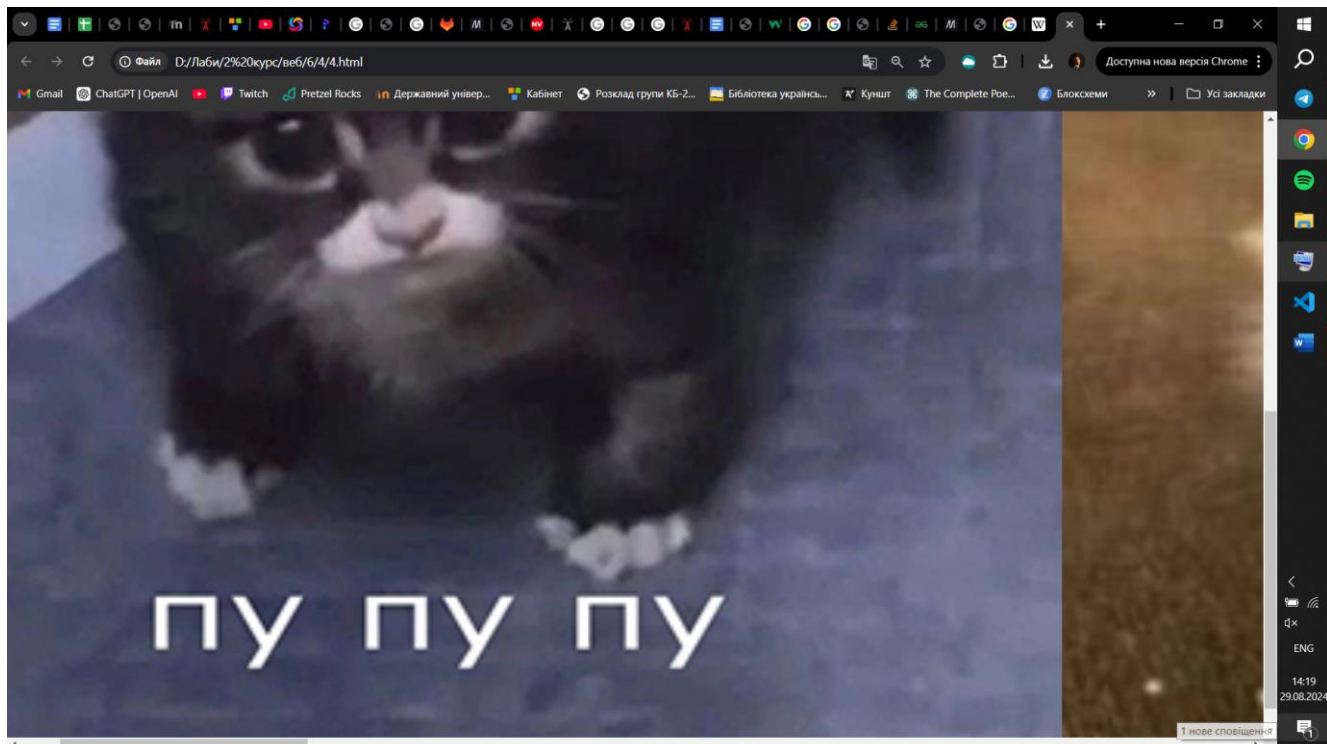 Файл D:/Лаби/2%20курс/веб/6/4/4.html
Доступна нова версія Chrome
Gmail ChatGPT | OpenAI Twitch Pretzel Rocks Державний універ... Кабінет Розклад групи КБ-2... Бібліотека українсь... Куншт The Complete Poe... Блоксхеми » Усі закладки
пу пу пу
ENG
14:19
29.08.2024
1 нове сповіщення